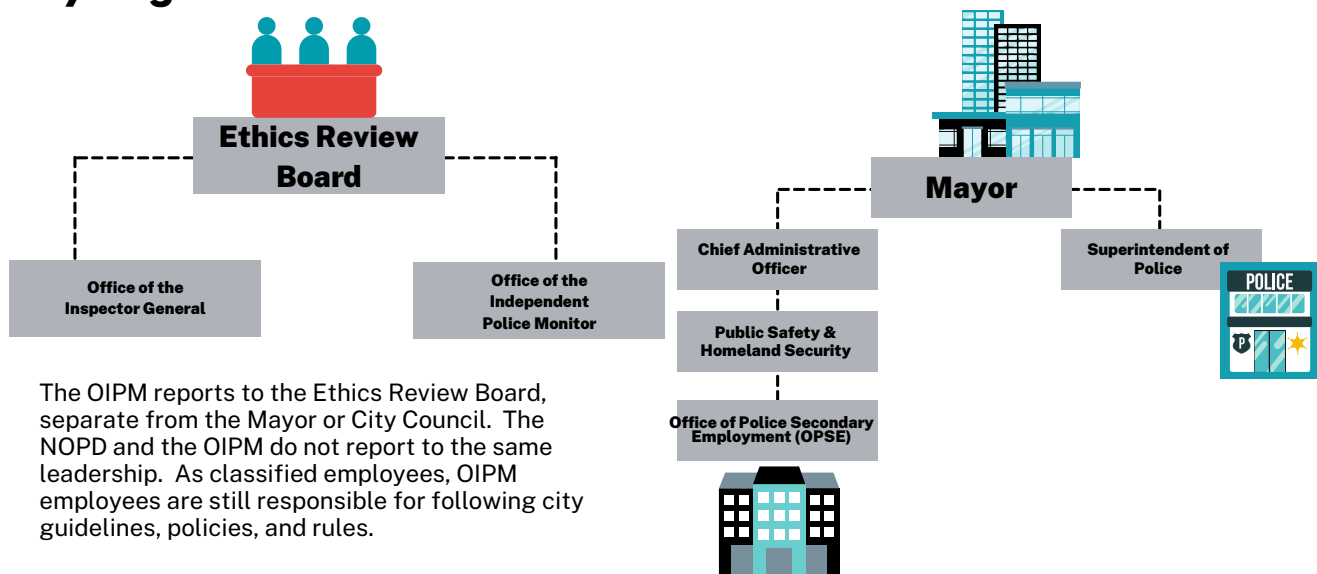 Ethics Review
Board
Office of the
Inspector General
Office of the
Independent
Police Monitor
The OIPM reports to the Ethics Review Board,
separate from the Mayor or City Council.  The
NOPD and the OIPM do not report to the same
leadership.  As classified employees, OIPM
employees are still responsible for following city
guidelines, policies, and rules.
Mayor
Chief Administrative
Officer
Public Safety &
Homeland Security
Office of Police Secondary
Employment (OPSE)
Superintendent of
Police
POLICE
P